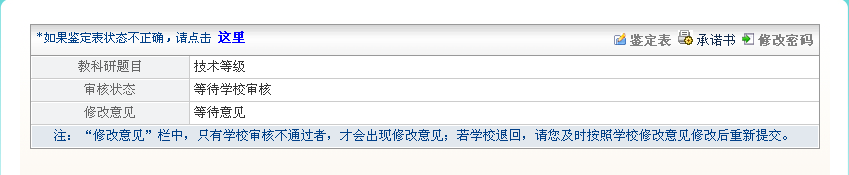 *如果鉴定表状态不正确，请点击 这里 鉴定表 承诺书 修改密码
教科研题目 技术等级
审核状态 等待学校审核
修改意见 等待意见
注：“修改意见”栏中，只有学校审核不通过者，才会出现修改意见；若学校退回，请您及时按照学校修改意见修改后重新提交。